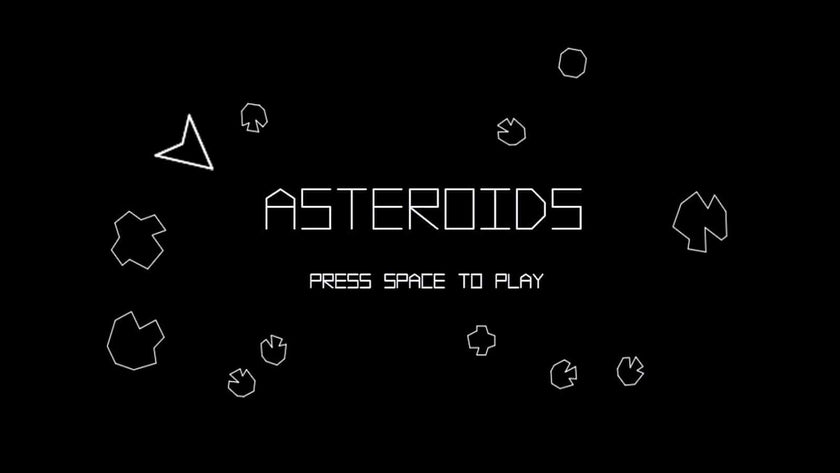 ASTEROIDS
PRESS SPACE TO PLAY